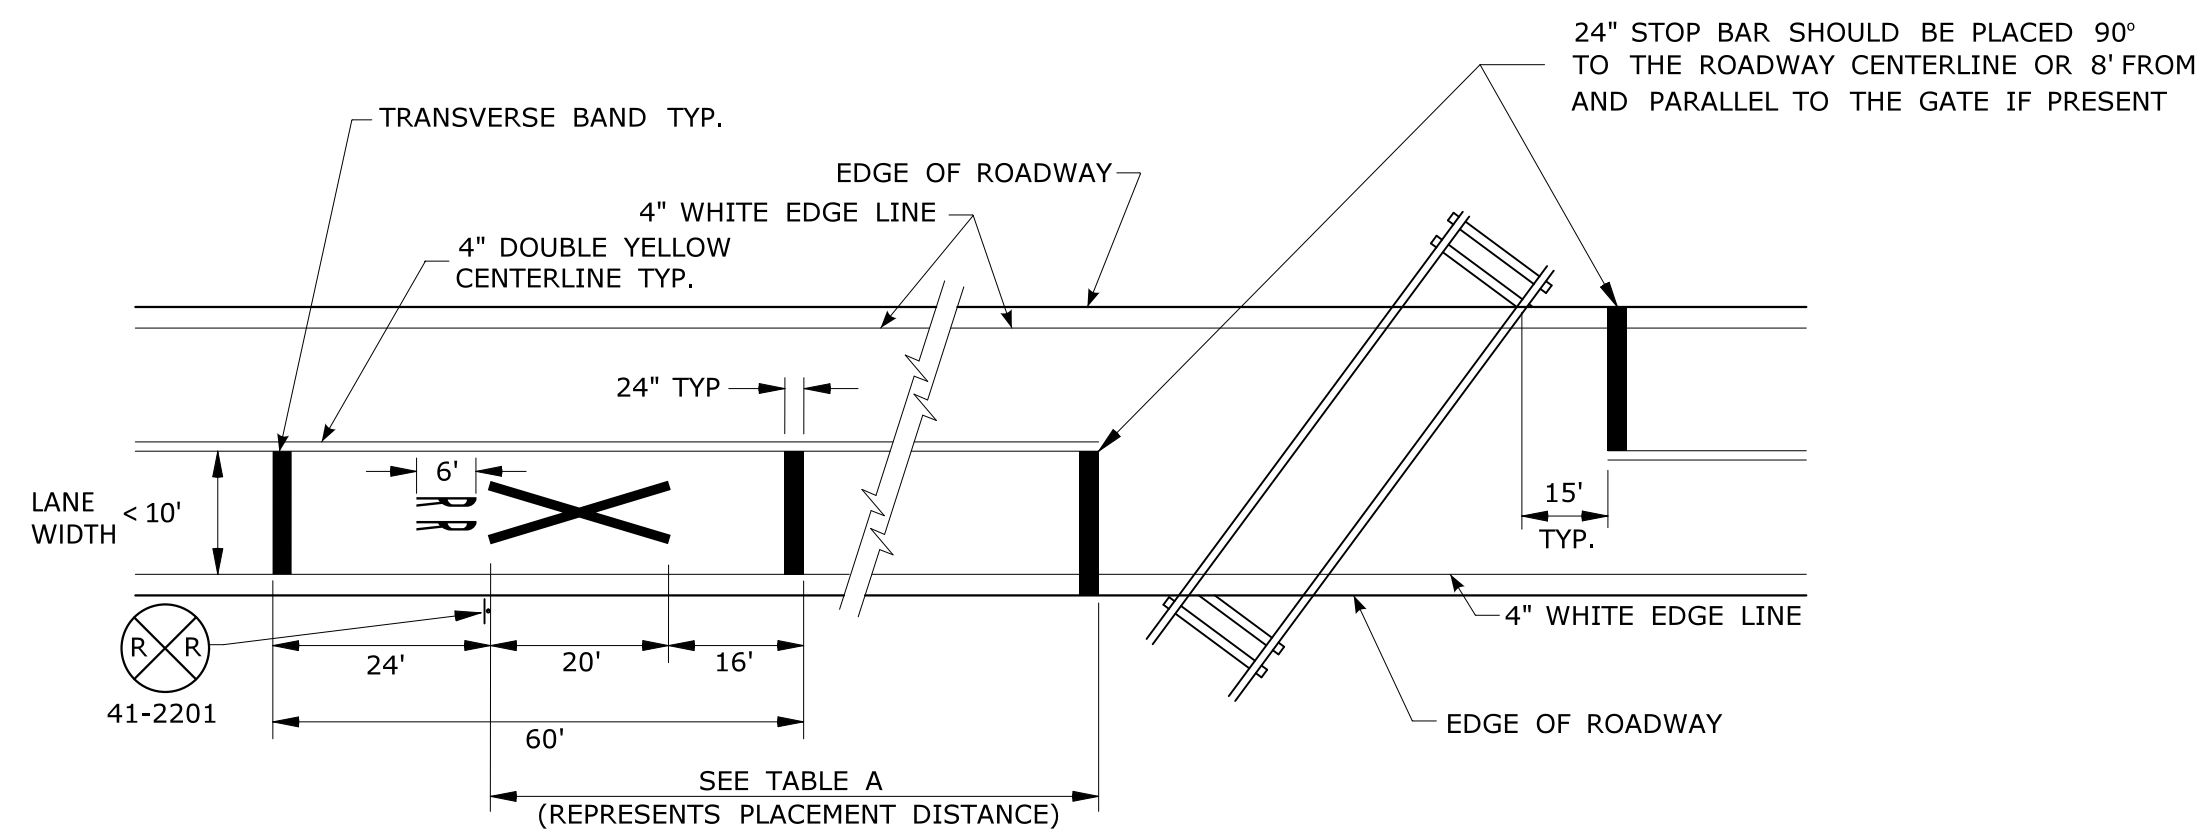 24" STOP BAR SHOULD BE PLACED 90°
TO THE ROADWAY CENTERLINE OR 8' FROM
AND PARALLEL TO THE GATE IF PRESENT
TRANSVERSE BAND TYP.
EDGE OF ROADWAY
4" WHITE EDGE LINE
4" DOUBLE YELLOW
CENTERLINE TYP.
24" TYP
6'
LANE
WIDTH < 10'
RR
15'
TYP.
R R
41-2201
24'
20'
16'
4" WHITE EDGE LINE
60'
EDGE OF ROADWAY
SEE TABLE A
(REPRESENTS PLACEMENT DISTANCE)